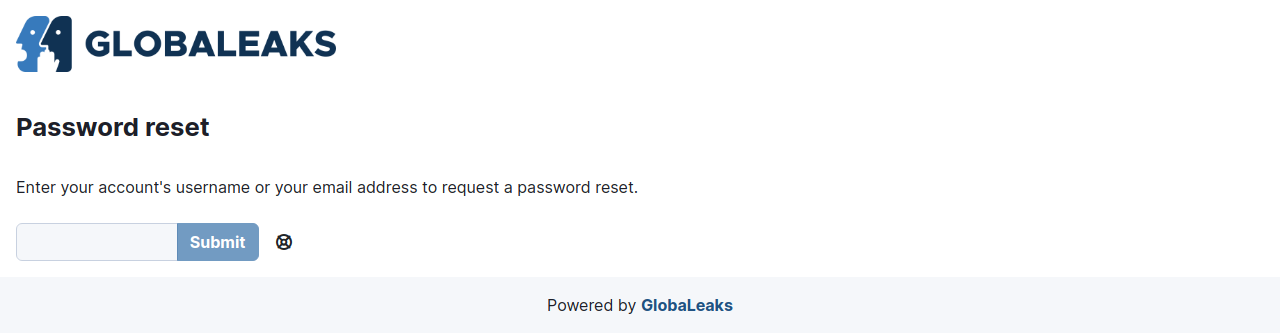 GLOBALEAKS
Password reset
Enter your account's username or your email address to request a password reset.
Submit
Powered by GlobaLeaks